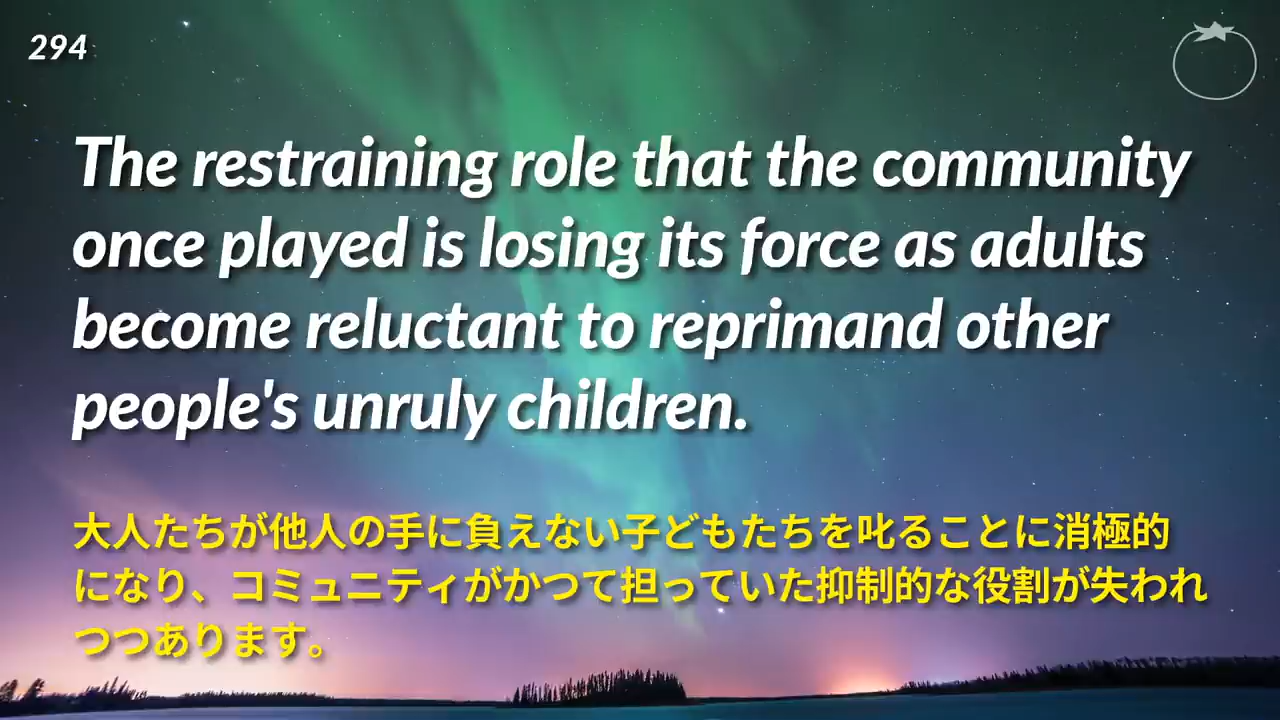 294
The restraining role that the community
once played is losing its force as adults
become reluctant to reprimand other
people's unruly children.
大人たちが他人の手に負えない子どもたちを叱ることに消極的
になり、コミュニティがかつて担っていた抑制的な役割が失われ
つつあります。